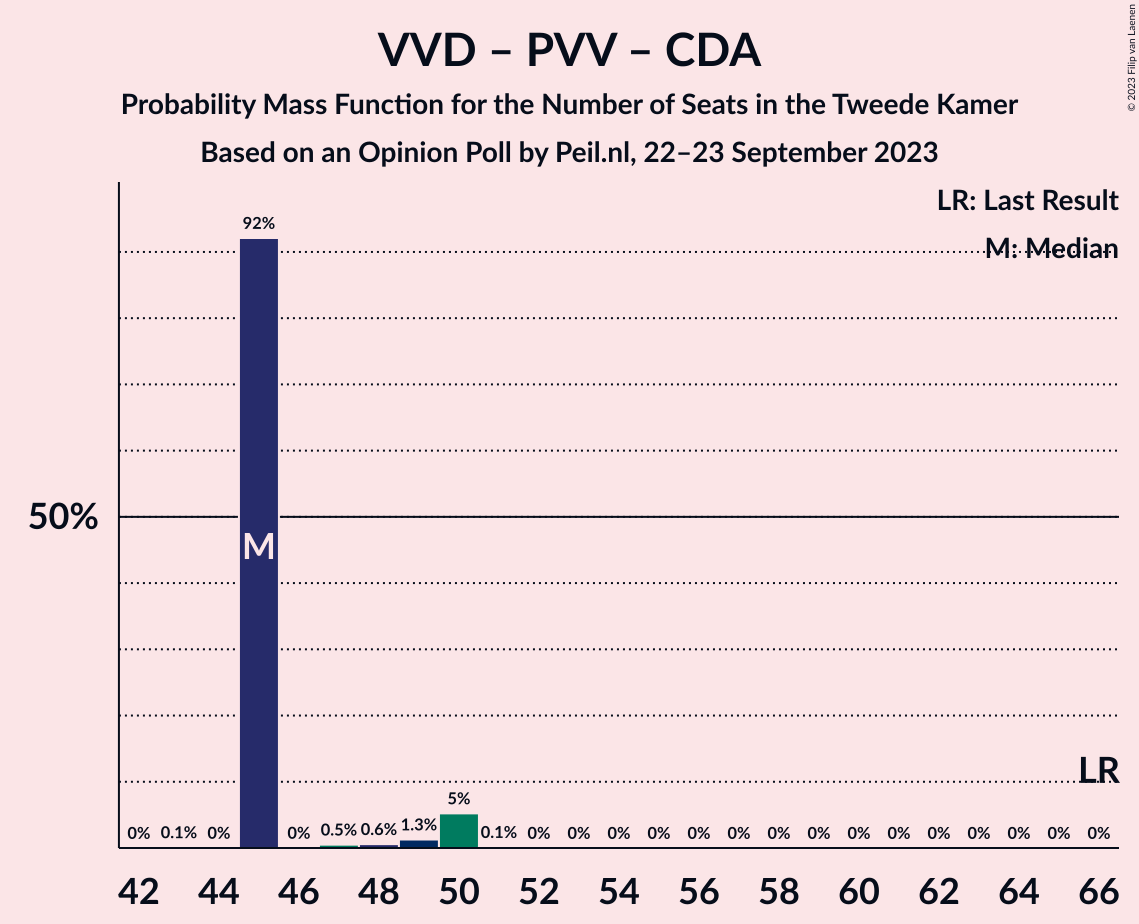 VVD – PVV – CDA
Probability Mass Function for the Number of Seats in the Tweede Kamer
Based on an Opinion Poll by Peil.nl, 22–23 September 2023
© 2023 Filip van Laenen
LR: Last Result
M: Median
50%
92%
M
LR
0% 0.1% 0% 0% 0.5% 0.6% 1.3% 5% 0.1% 0% 0% 0% 0% 0% 0% 0% 0% 0% 0% 0% 0% 0% 0% 0%
42 44 46 48 50 52 54 56 58 60 62 64 66